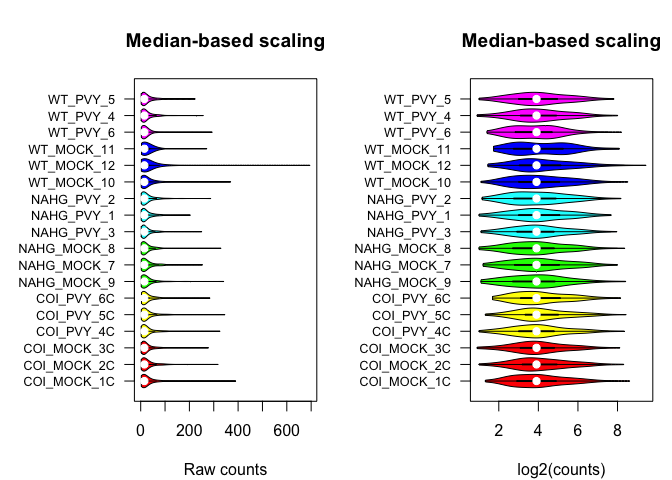 Median-based scaling
WT_PVY_5
WT_PVY_4
WT_PVY_6
WT_MOCK_11
WT_MOCK_12
WT_MOCK_10
NAHG_PVY_2
NAHG_PVY_1
NAHG_PVY_3
NAHG_MOCK_8
NAHG_MOCK_7
NAHG_MOCK_9
COI_PVY_6C
COI_PVY_5C
COI_PVY_4C
COI_MOCK_3C
COI_MOCK_2C
COI_MOCK_1C
0 200 400 600
Raw counts
Median-based scaling
WT_PVY_5
WT_PVY_4
WT_PVY_6
WT_MOCK_11
WT_MOCK_12
WT_MOCK_10
NAHG_PVY_2
NAHG_PVY_1
NAHG_PVY_3
NAHG_MOCK_8
NAHG_MOCK_7
NAHG_MOCK_9
COI_PVY_6C
COI_PVY_5C
COI_PVY_4C
COI_MOCK_3C
COI_MOCK_2C
COI_MOCK_1C
2 4 6 8
log2(counts)